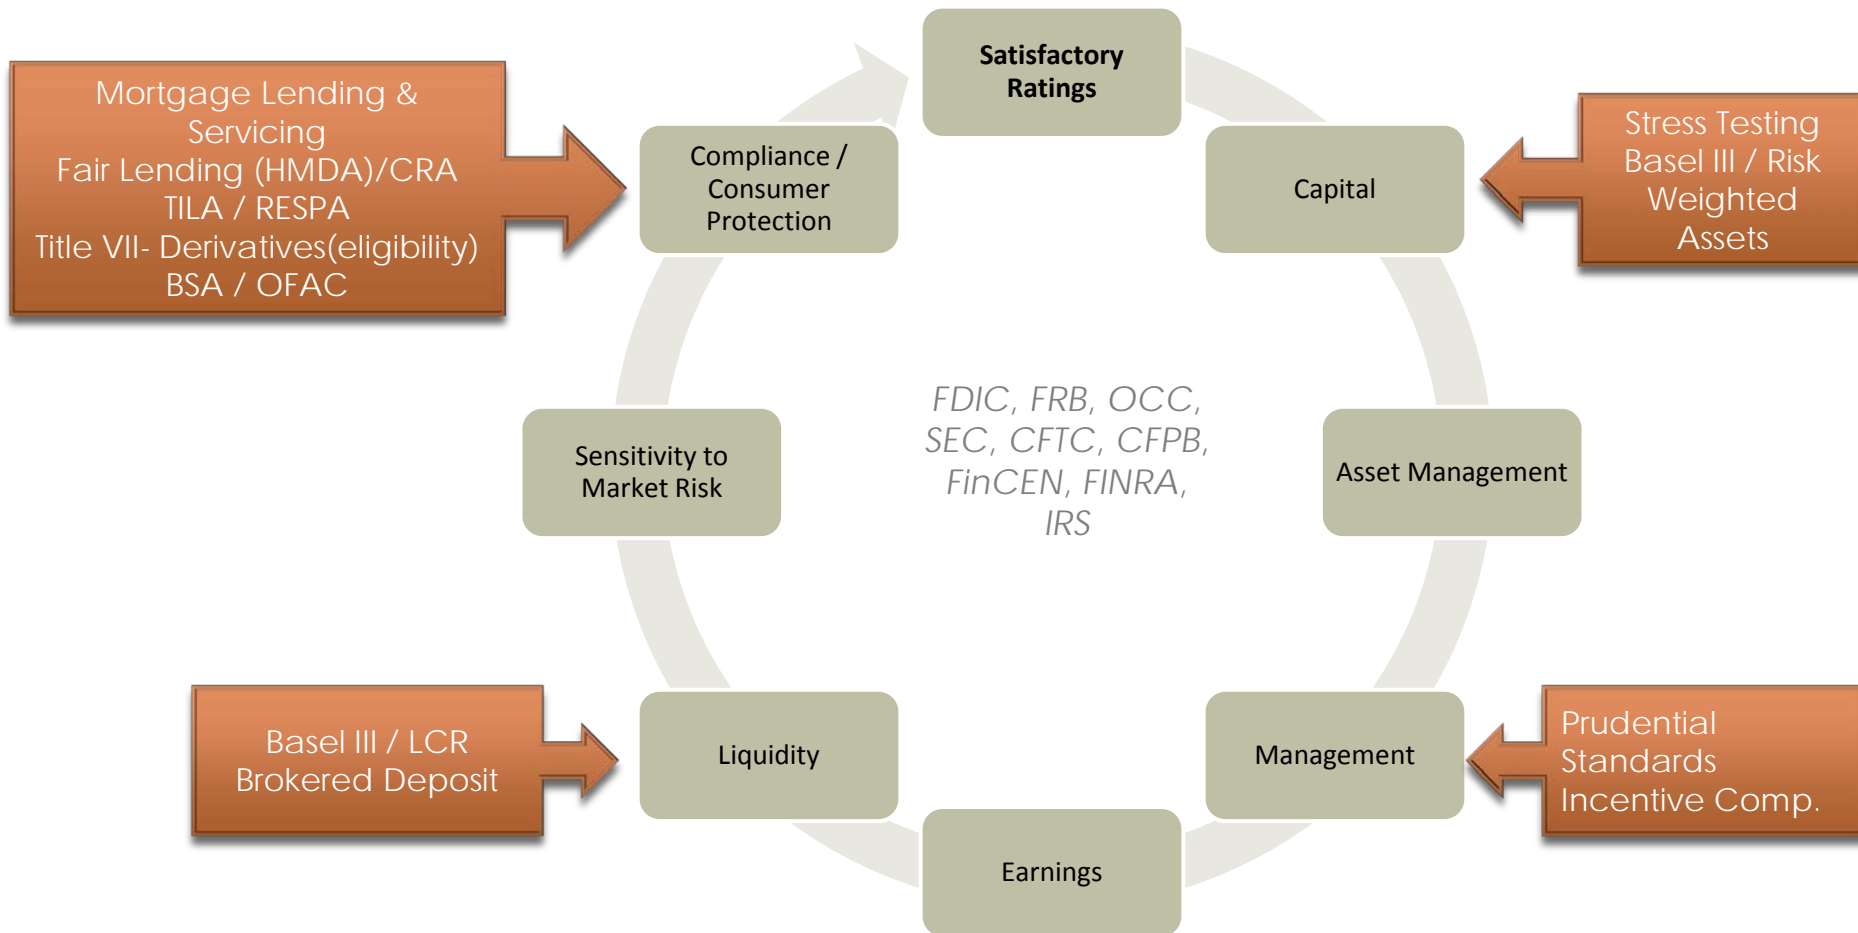 Satisfactory
Ratings
Mortgage Lending &
Servicing
Fair Lending (HMDA)/CRA
TILA / RESPA
Title VII- Derivatives(eligibility)
BSA / OFAC
Compliance /
Consumer
Protection
Capital
Stress Testing
Basel III / Risk
Weighted
Assets
FDIC, FRB, OCC,
SEC, CFTC, CFPB,
FinCEN, FINRA,
IRS
Sensitivity to
Market Risk
Asset Management
Basel III / LCR
Brokered Deposit
Liquidity
Management
Prudential
Standards
Incentive Comp.
Earnings